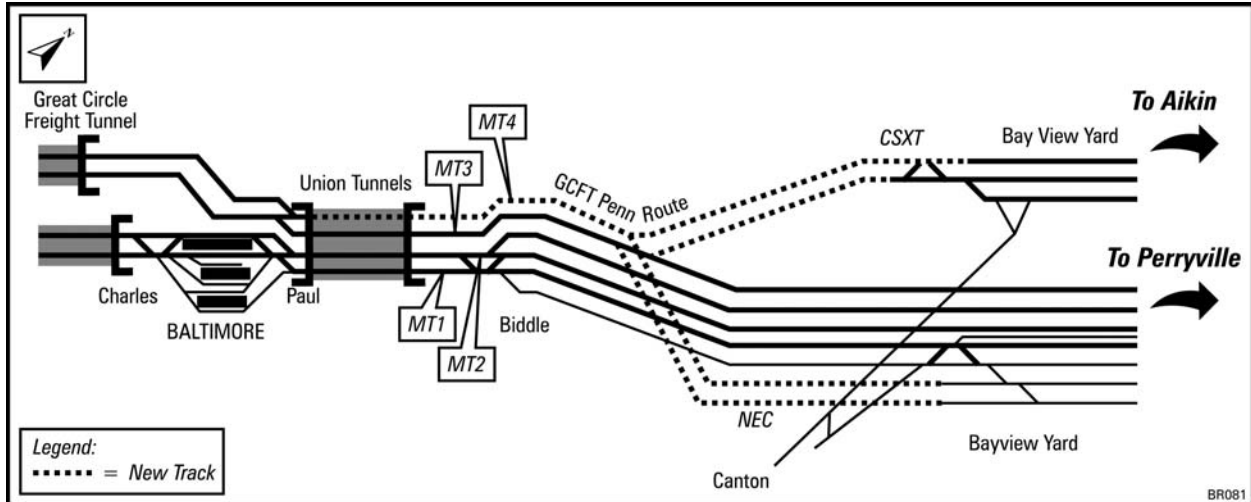 N
Great Circle
Freight Tunnel
MT4
To Aikin
Bay View Yard
CSXT
Union Tunnels
MT3
GCFT Penn Route
To Perryville
Charles
Paul
BALTIMORE
MT1
Biddle
MT2
NEC
Bayview Yard
Legend:
= New Track
Canton
BR081